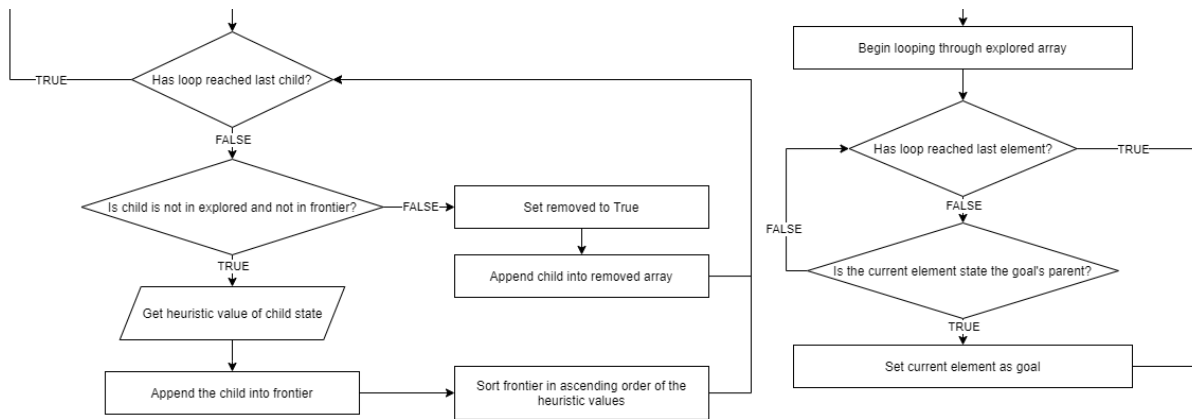 Has loop reached last child?
TRUE
FALSE
Is child is not in explored and not in frontier?
FALSE
Set removed to True
TRUE
Append child into removed array
Get heuristic value of child state
Append the child into frontier
Sort frontier in ascending order of the
heuristic values
Begin looping through explored array
Has loop reached last element?
TRUE
FALSE
FALSE
Is the current element state the goal's parent?
TRUE
Set current element as goal